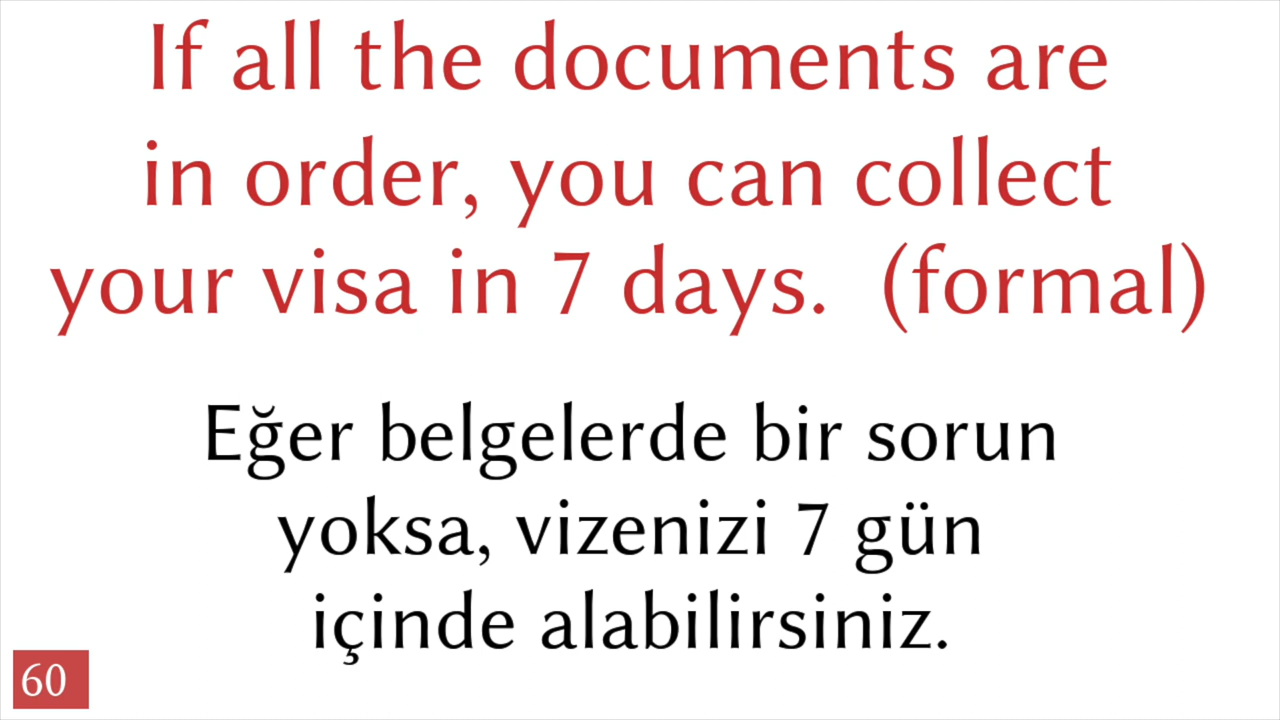 If all the documents are
in order, you can collect
your visa in 7 days. (formal)
Eğer belgelerde bir sorun
yoksa, vizenizi 7 gün
içinde alabilirsiniz.
60